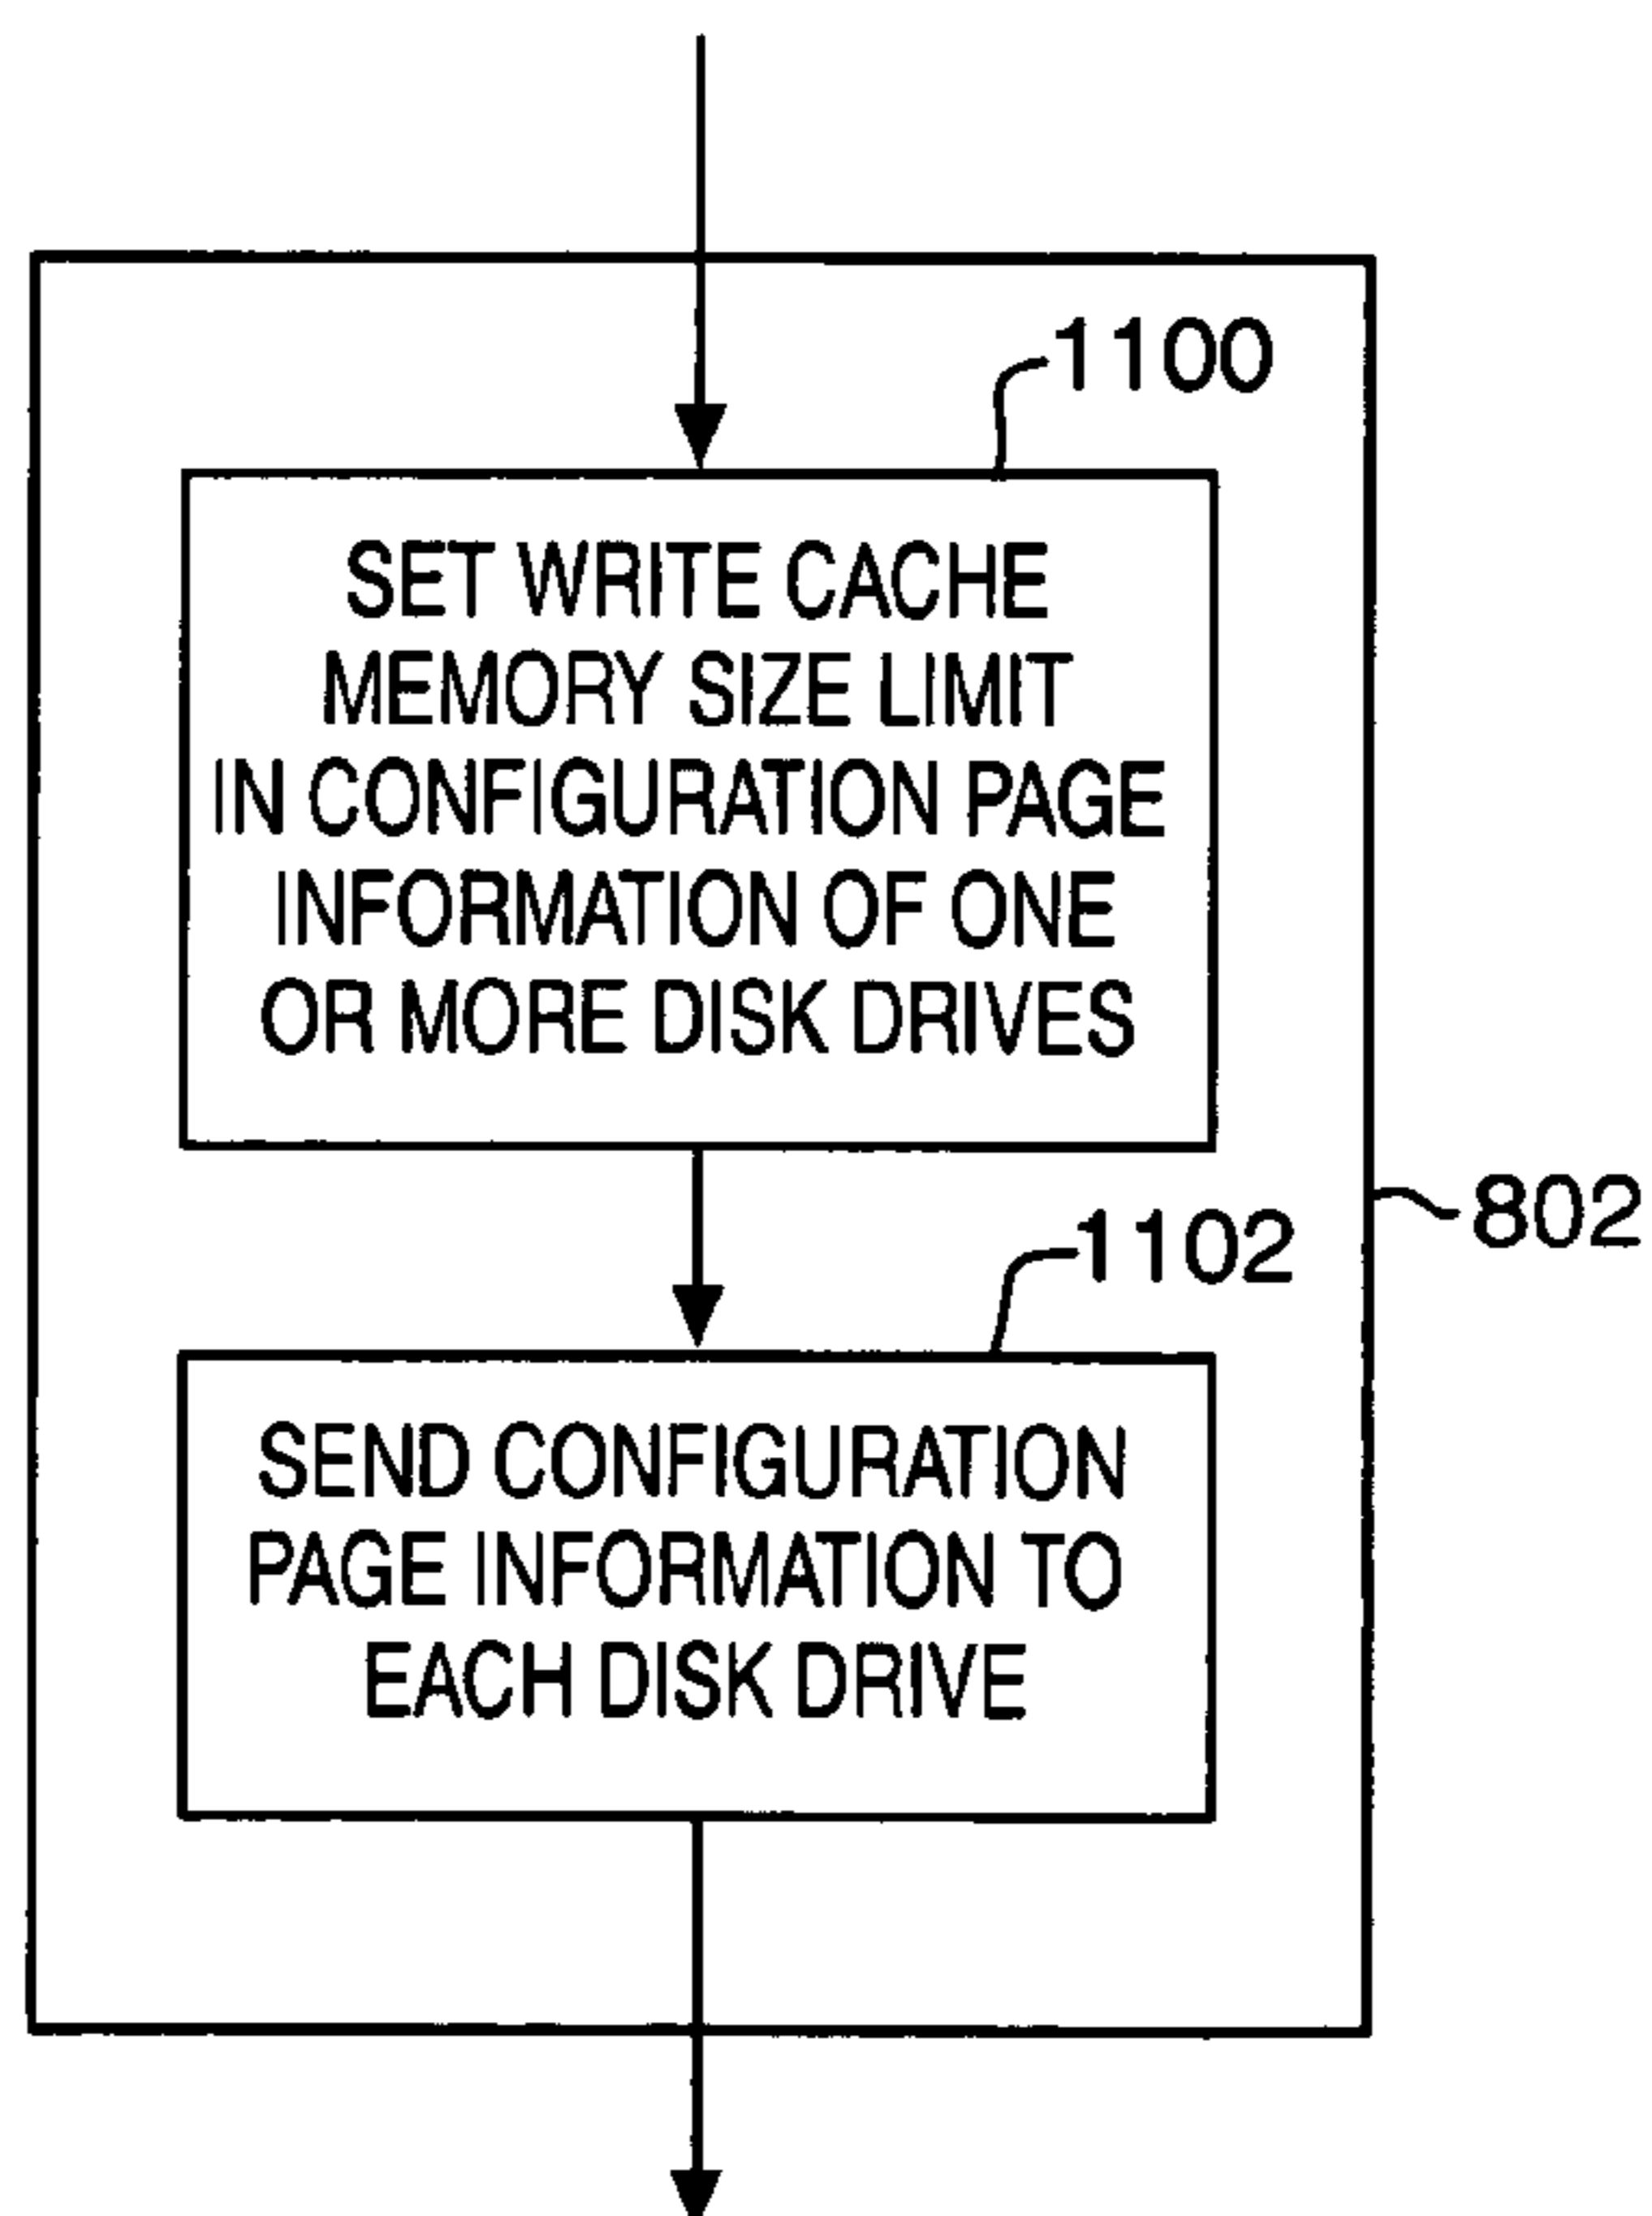 1100
SET WRITE CACHE
MEMORY SIZE LIMIT
IN CONFIGURATION PAGE
INFORMATION OF ONE
OR MORE DISK DRIVES
802
1102
SEND CONFIGURATION
PAGE INFORMATION TO
EACH DISK DRIVE